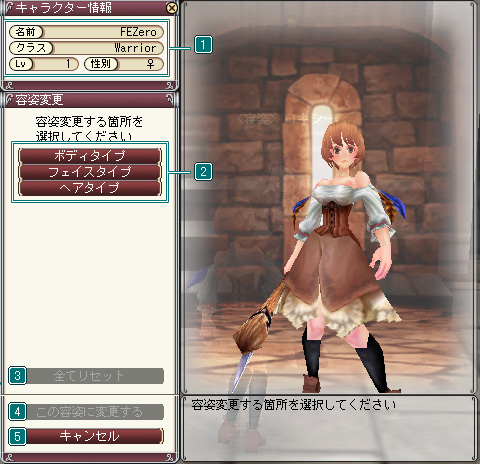 キャラクター情報
名前 FEZero
クラス Warrior
Lv 1 性別 ♀
1
容姿変更
容姿変更する箇所を
選択してください
ボディタイプ
フェイスタイプ
ヘアタイプ
2
3 全てリセット
4 この容姿に変更する
5 キャンセル
容姿変更する箇所を選択してください